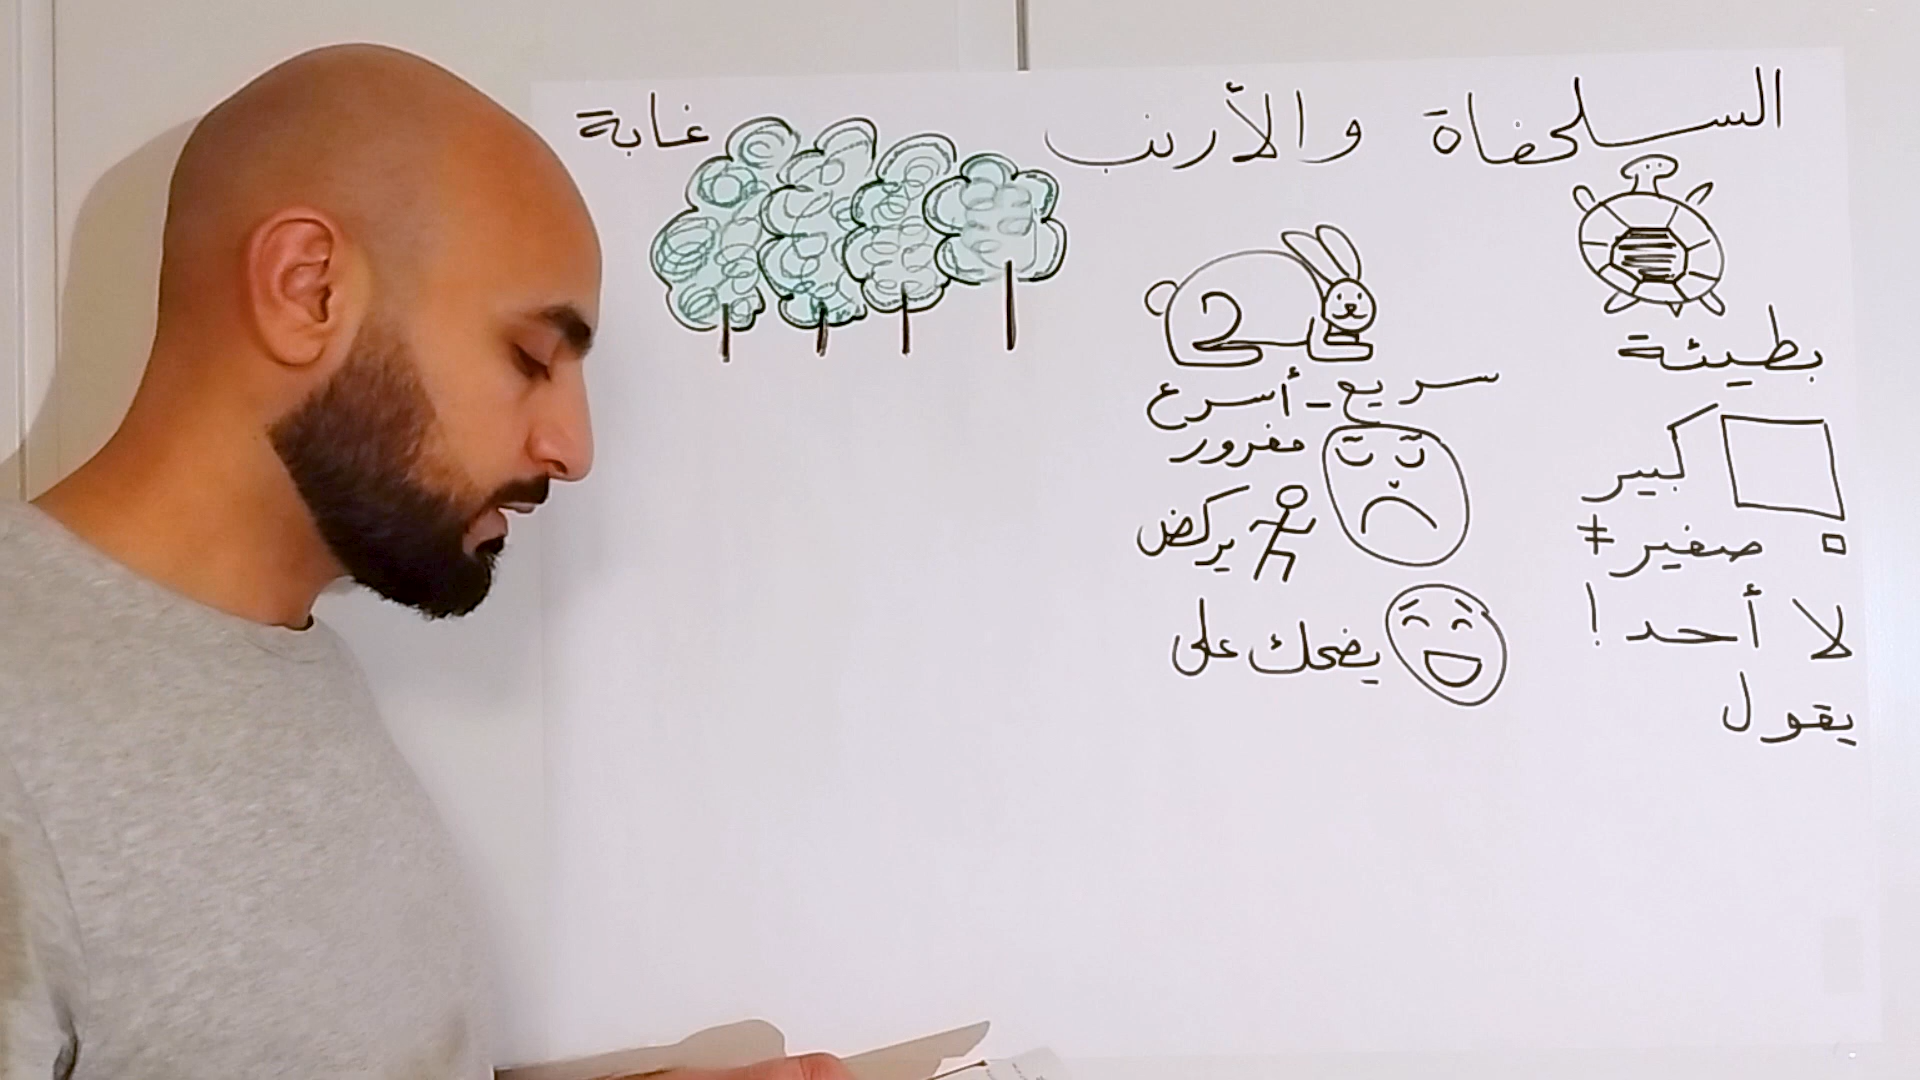 السلحفاة والأرنب
غابة
بطيئة
سريع - أسرع
مغرور
كبير
يركض
صغير ≠
لا أحد!
يضحك على
يقول